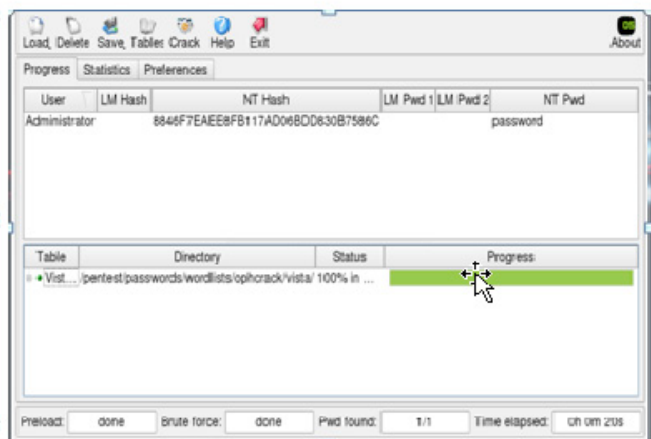 Load Delete Save Tables Crack Help Exit About
Progress Statistics Preferences
User LM Hash NT Hash LM Pwd 1 LM Pwd 2 NT Pwd
Administrator 8846F7EAEE8FB117AD06BDD830B7586C password
Table Directory Status Progress
Vist... /pentest/passwords/wordlists/ophcrack/vista/ 100% in ...
Preload: done Brute force: done Pwd found: 1/1 Time elapsed: 0h 0m 20s